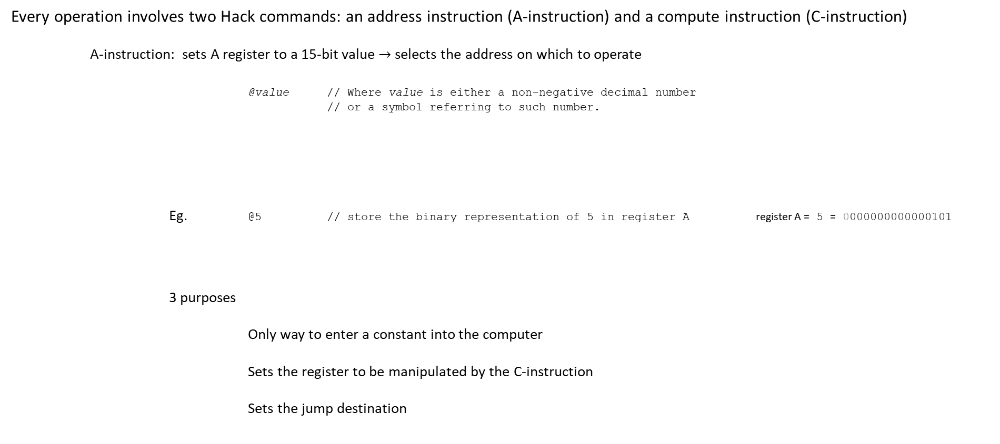 Every operation involves two Hack commands: an address instruction (A-instruction) and a compute instruction (C-instruction)
A-instruction: sets A register to a 15-bit value → selects the address on which to operate
@value // Where value is either a non-negative decimal number
// or a symbol referring to such number.
Eg. @5 // store the binary representation of 5 in register A register A = 5 = 0000000000000101
3 purposes
Only way to enter a constant into the computer
Sets the register to be manipulated by the C-instruction
Sets the jump destination